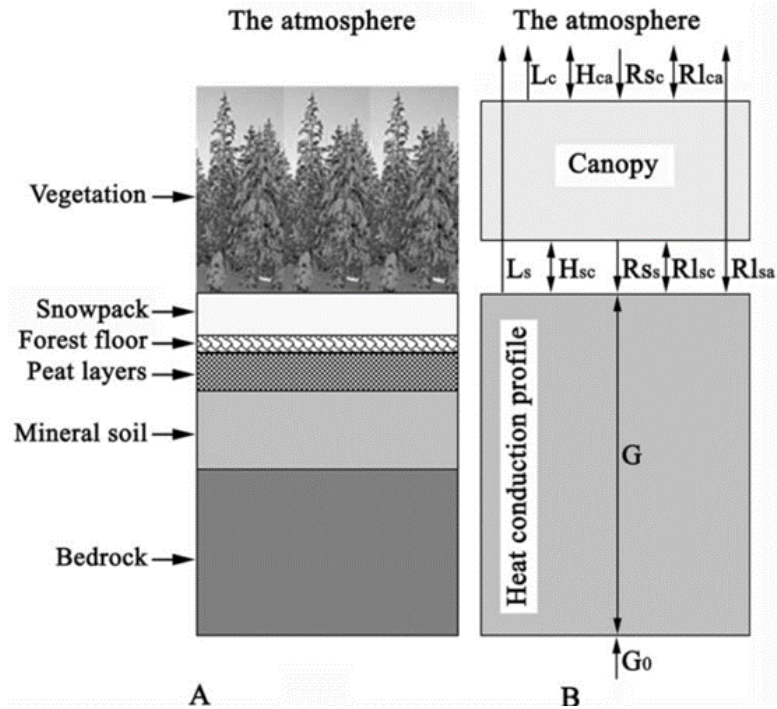 The atmosphere
Vegetation
Snowpack
Forest floor
Peat layers
Mineral soil
Bedrock
A
The atmosphere
Lc Hca Rsc Rlca
Canopy
Ls Hsc Rss Rlsc Rlsa
Heat conduction profile
G
G0
B